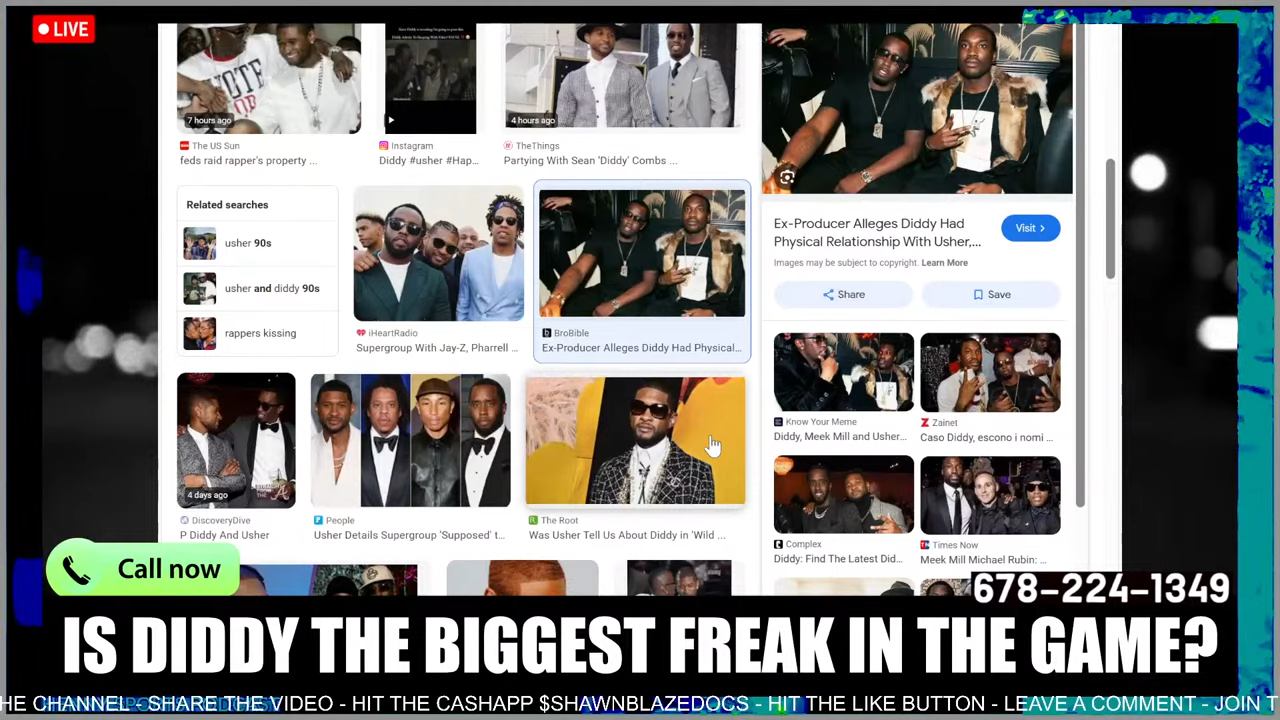 LIVE
7 hours ago
The US Sun
feds raid rapper's property ...
Instagram
Diddy #usher #Hap...
4 hours ago
TheThings
Partying With Sean 'Diddy' Combs ...
Related searches
usher 90s
usher and diddy 90s
rappers kissing
iHeartRadio
Supergroup With Jay-Z, Pharrell ...
BroBible
Ex-Producer Alleges Diddy Had Physical...
4 days ago
DiscoveryDive
P Diddy And Usher
People
Usher Details Supergroup 'Supposed' t...
The Root
Was Usher Tell Us About Diddy in 'Wild ...
Ex-Producer Alleges Diddy Had
Physical Relationship With Usher,...
Visit
Images may be subject to copyright. Learn More
Share
Save
Know Your Meme
Diddy, Meek Mill and Usher...
Zainet
Caso Diddy, escono i nomi ...
Complex
Diddy: Find The Latest Did...
Times Now
Meek Mill Michael Rubin: ...
Call now
678-224-1349
IS DIDDY THE BIGGEST FREAK IN THE GAME?
HE CHANNEL - SHARE THE VIDEO - HIT THE CASHAPP $SHAWNBLAZEDOCS - HIT THE LIKE BUTTON - LEAVE A COMMENT - JOIN T